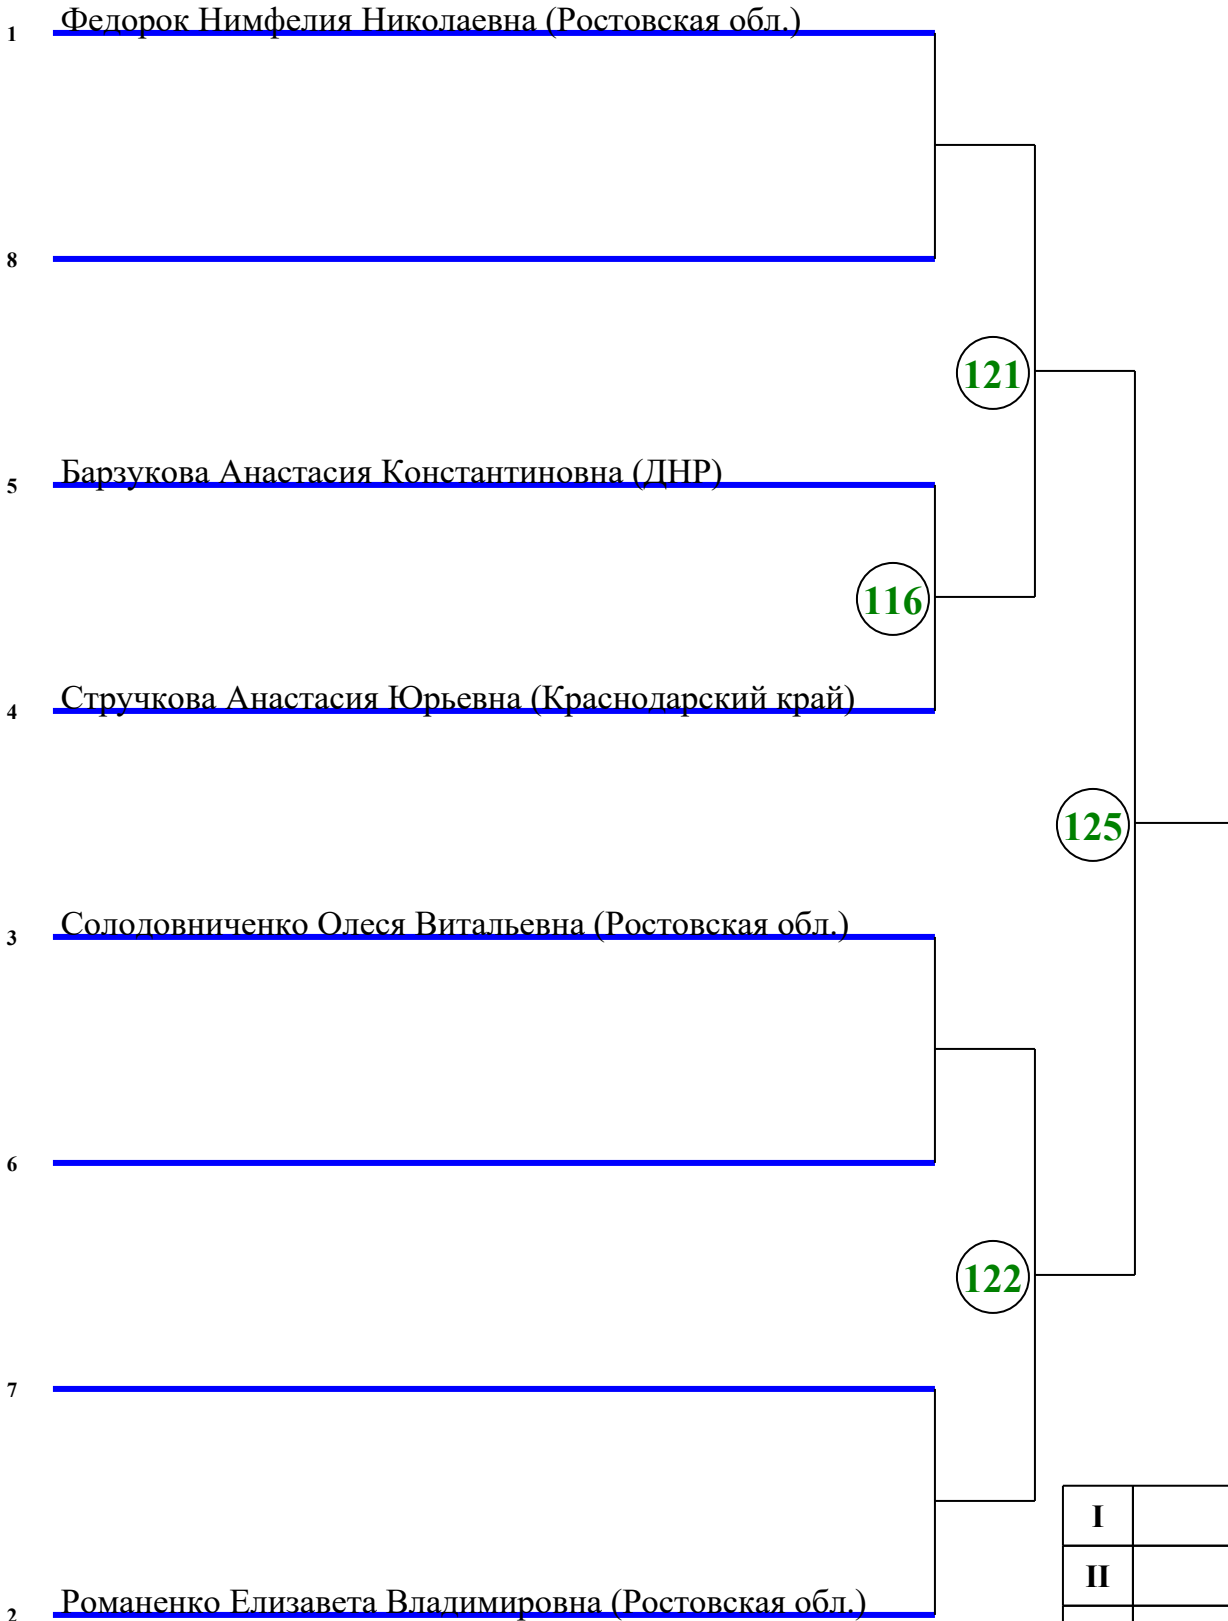 1 Федорок Нимфелия Николаевна (Ростовская обл.)
8
121
5 Барзукова Анастасия Константиновна (ДНР)
116
4 Стручкова Анастасия Юрьевна (Краснодарский край)
125
3 Солодовниченко Олеся Витальевна (Ростовская обл.)
6
122
7
I
II
2 Романенко Елизавета Владимировна (Ростовская обл.)